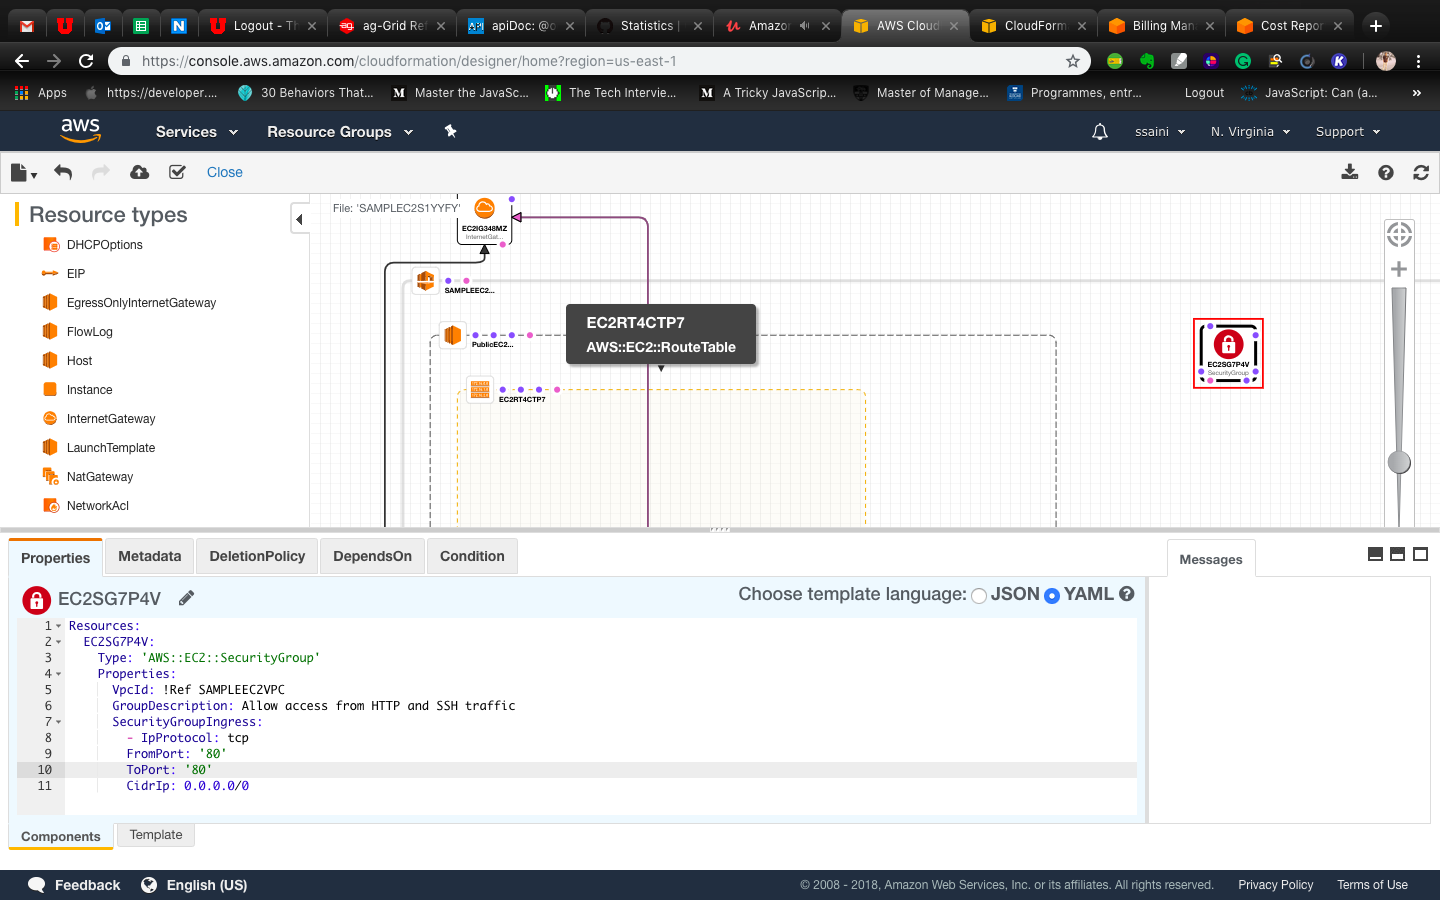 Logout - Th
ag-Grid Ref
apiDoc: @o
Statistics |
Amazon
AWS Cloud
CloudForm
Billing Man
Cost Repor
https://console.aws.amazon.com/cloudformation/designer/home?region=us-east-1
Apps
https://developer....
30 Behaviors That...
Master the JavaSc...
The Tech Intervie...
A Tricky JavaScrip...
Master of Manage...
Programmes, entr...
Logout
JavaScript: Can (a...
»
aws
Services
Resource Groups
ssaini
N. Virginia
Support
Close
Resource types
DHCPOptions
EIP
EgressOnlyInternetGateway
FlowLog
Host
Instance
InternetGateway
LaunchTemplate
NatGateway
NetworkAcl
File: 'SAMPLEC2S1YYFY'
EC2IG348MZ
InternetGat...
SAMPLEEC2...
PublicEC2...
EC2RT4CTP7
AWS::EC2::RouteTable
EC2RT4CTP7
EC2SG7P4V
SecurityGroup
Properties
Metadata
DeletionPolicy
DependsOn
Condition
Messages
EC2SG7P4V
Choose template language: JSON YAML
1 Resources:
2 EC2SG7P4V:
3 Type: 'AWS::EC2::SecurityGroup'
4 Properties:
5 VpcId: !Ref SAMPLEEC2VPC
6 GroupDescription: Allow access from HTTP and SSH traffic
7 SecurityGroupIngress:
8 - IpProtocol: tcp
9 FromPort: '80'
10 ToPort: '80'
11 CidrIp: 0.0.0.0/0
Components
Template
Feedback
English (US)
© 2008 - 2018, Amazon Web Services, Inc. or its affiliates. All rights reserved.
Privacy Policy
Terms of Use